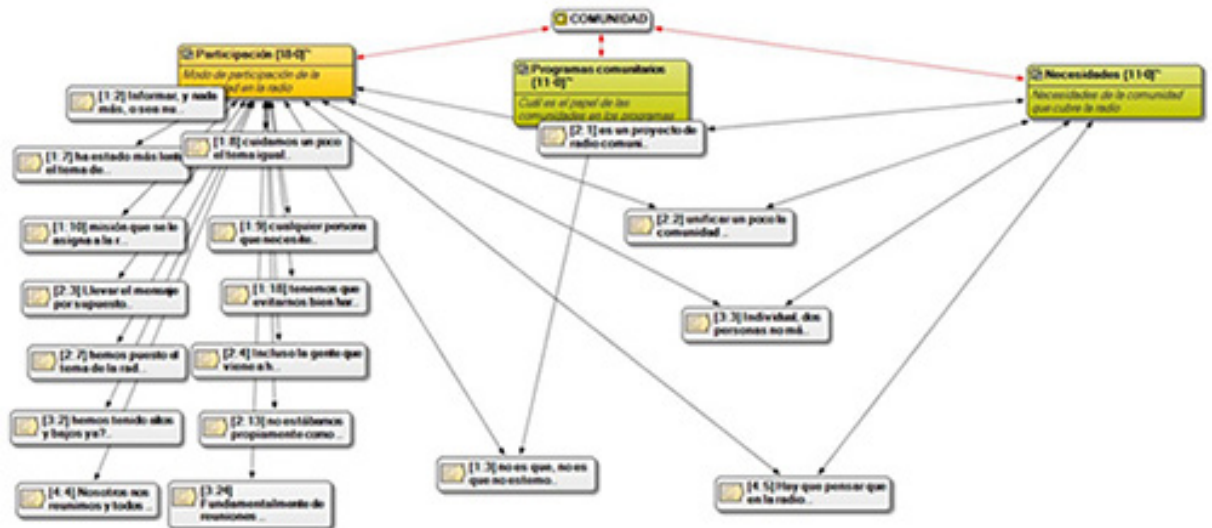 COMUNIDAD
Participación [18-0]~
Modo de participación de la
en la radio
Programas comunitarios
[11-0]~
Cuál es el papel de las
comunidades en los programas
Necesidades [11-0]~
Necesidades de la comunidad
que cubre la radio
[1:2] Informar, y nada
más, o sea nu...
[1:7] ha estado más
el tema de..
[1:8] cuidamos un poco
el tema igual..
[2:1] es un proyecto de
radio comuni..
[1:10] misión que se le
asigna a la r..
[1:9] cualquier persona
que necesite..
[2:2] unificar un poco la
comunidad ..
[2:3] Llevar el mensaje
por supuesto..
[1:18] tenemos que
bien har..
[3:3] Individual, dos
personas no má..
[2:7] hemos puesto el
tema de la rad..
[2:4] Incluso la gente que
viene a h..
[3:2] hemos tenido altos
y bajos ya?..
[2:13] no estábamos
propiamente como ..
[1:3] no es que, no es
que no estemo..
[4:4] Nosotros nos
reunimos y todos ..
[3:24]
Fundamentalmente de
reuniones ..
[4:5] Hay que pensar que
en la radio..